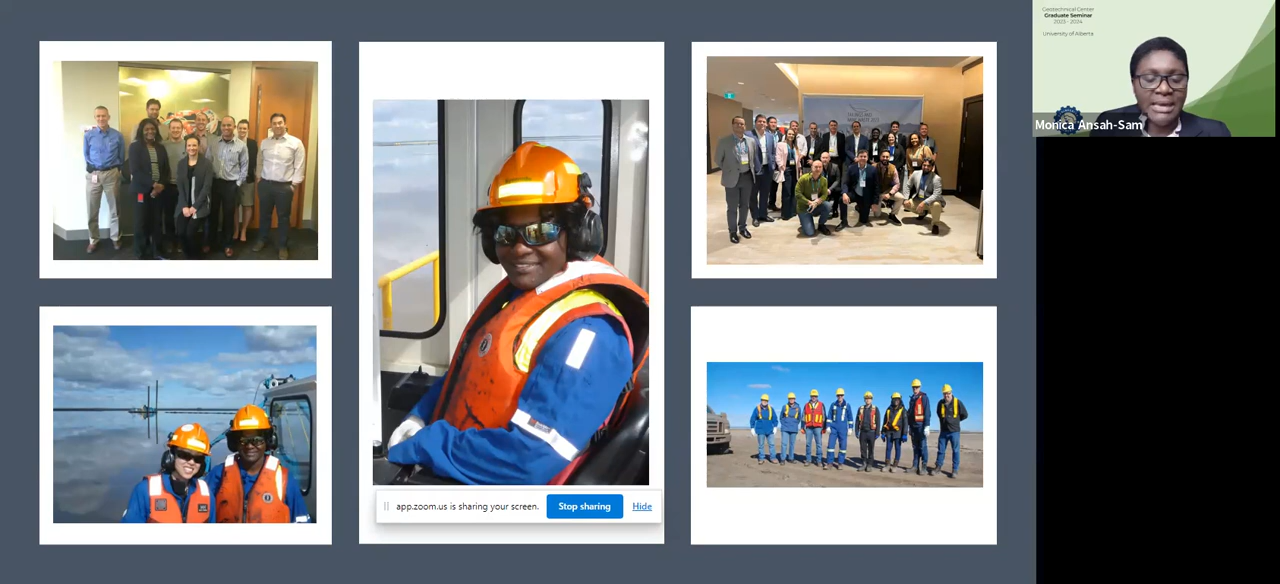 Geotechnical Center
Graduate Seminar
2023 - 2024
University of Alberta
Monica Ansah-Sam
app.zoom.us is sharing your screen.
Stop sharing
Hide